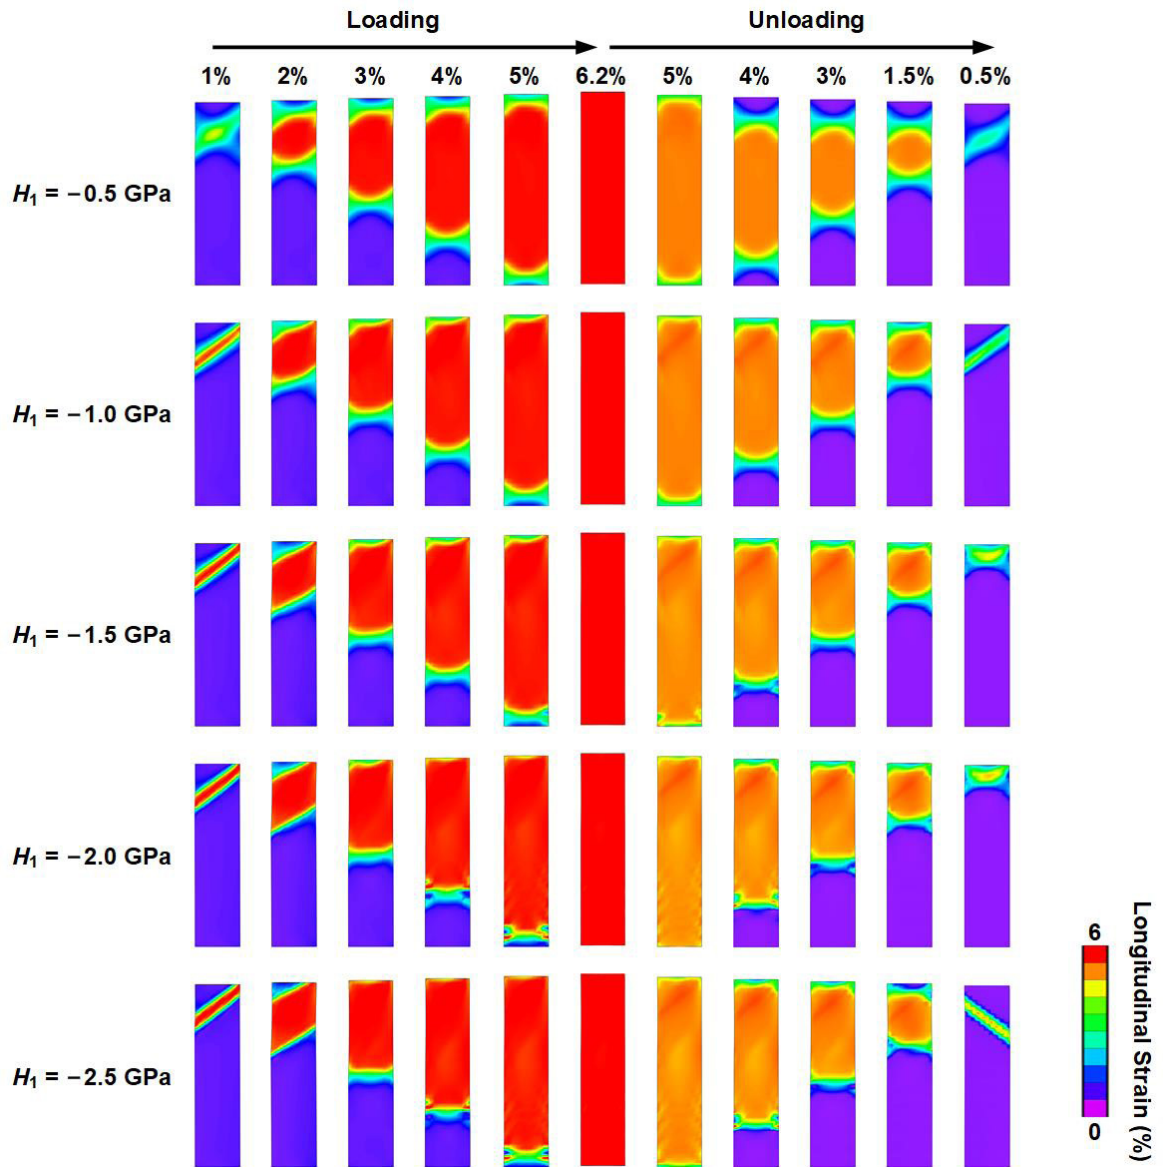 Loading Unloading
1% 2% 3% 4% 5% 6.2% 5% 4% 3% 1.5% 0.5%
H₁ = −0.5 GPa
H₁ = −1.0 GPa
H₁ = −1.5 GPa
H₁ = −2.0 GPa
H₁ = −2.5 GPa
6
0
Longitudinal Strain (%)